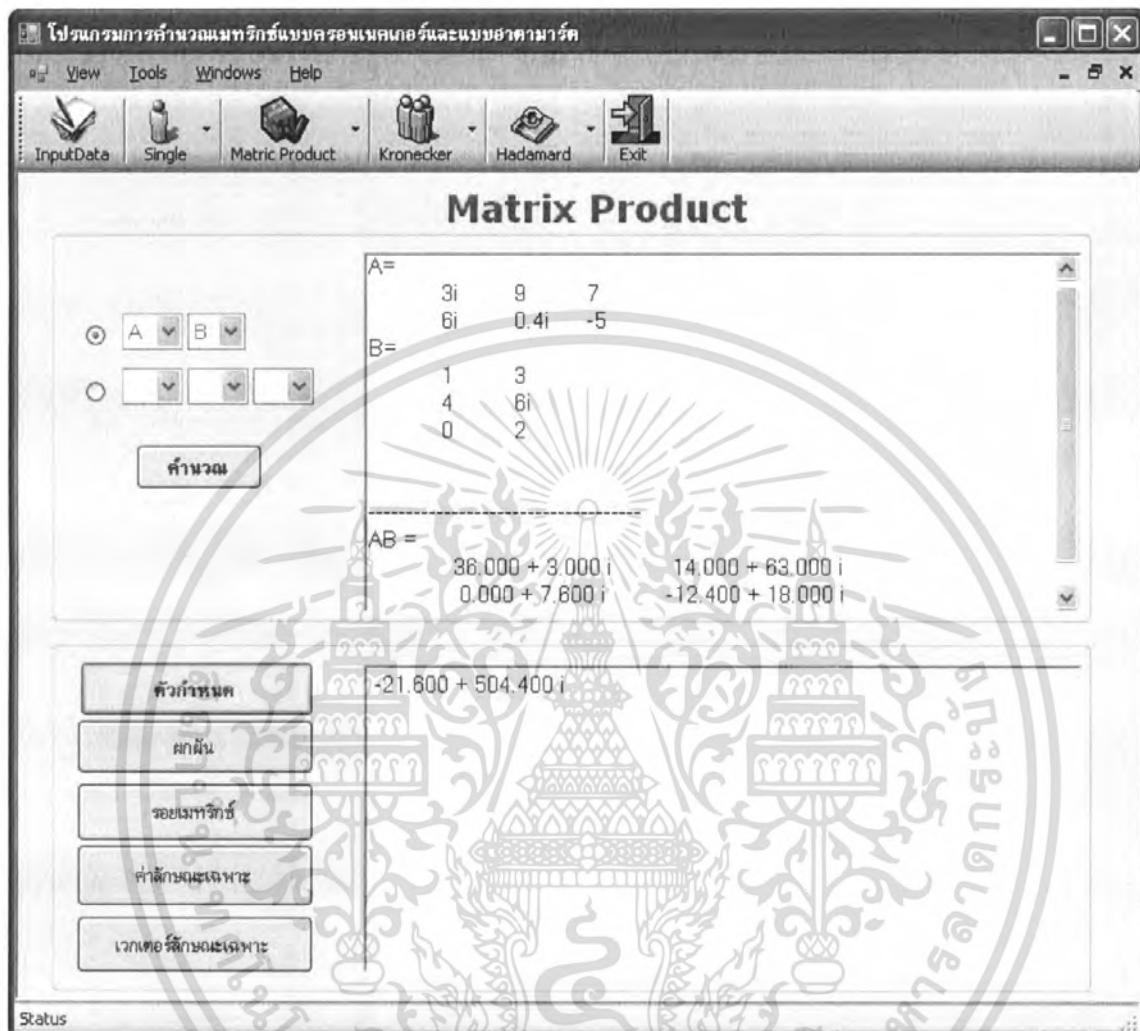 โปรแกรมการคำนวณเมทริกซ์แบบครอนเนคเกอร์และแบบฮาดามาร์ด
View Tools Windows Help
InputData Single Matric Product Kronecker Hadamard Exit
Matrix Product
A=
3i 9 7
6i 0.4i -5
A B
B=
1 3
4 6i
0 2
คำนวณ
AB =
36.000 + 3.000 i 14.000 + 63.000 i
0.000 + 7.600 i -12.400 + 18.000 i
ตัวกำหนด
-21.600 + 504.400 i
ผกผัน
รอยเมทริกซ์
ค่าลักษณะเฉพาะ
เวกเตอร์ลักษณะเฉพาะ
Status